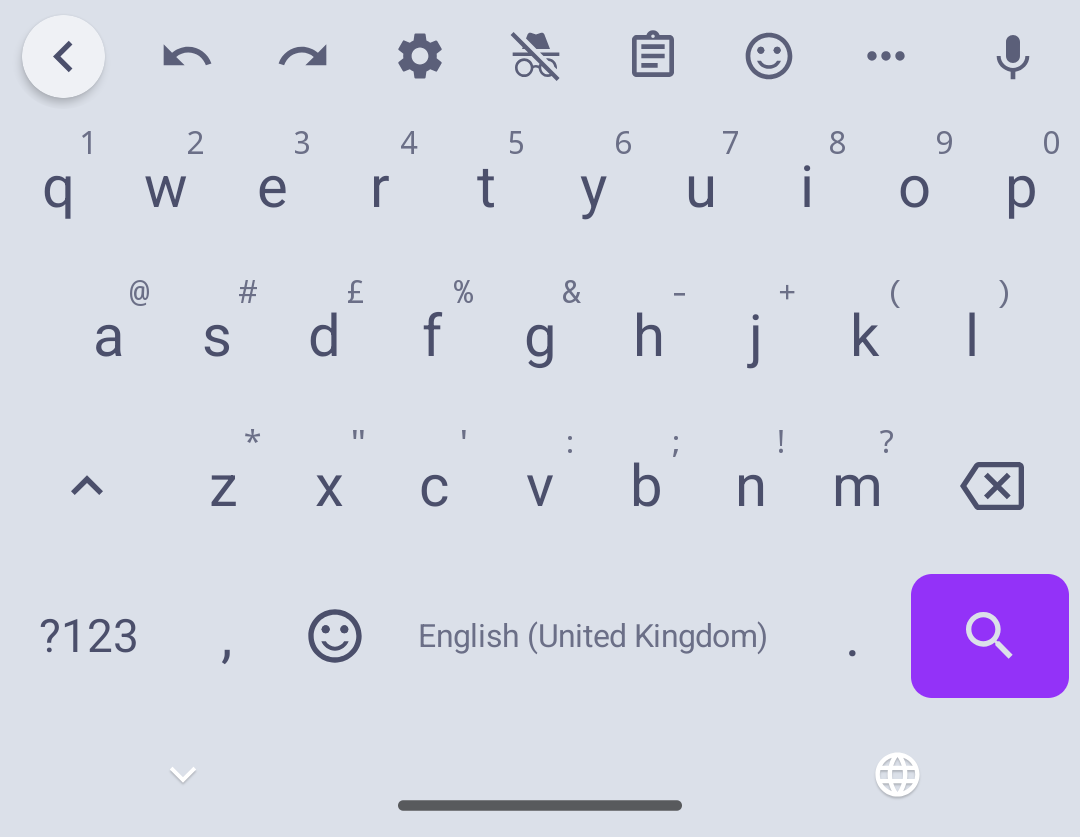 1 2 3 4 5 6 7 8 9 0
q w e r t y u i o p
@ # £ % & - + ( )
a s d f g h j k l
* " ' : ; ! ?
z x c v b n m
?123 , English (United Kingdom) .